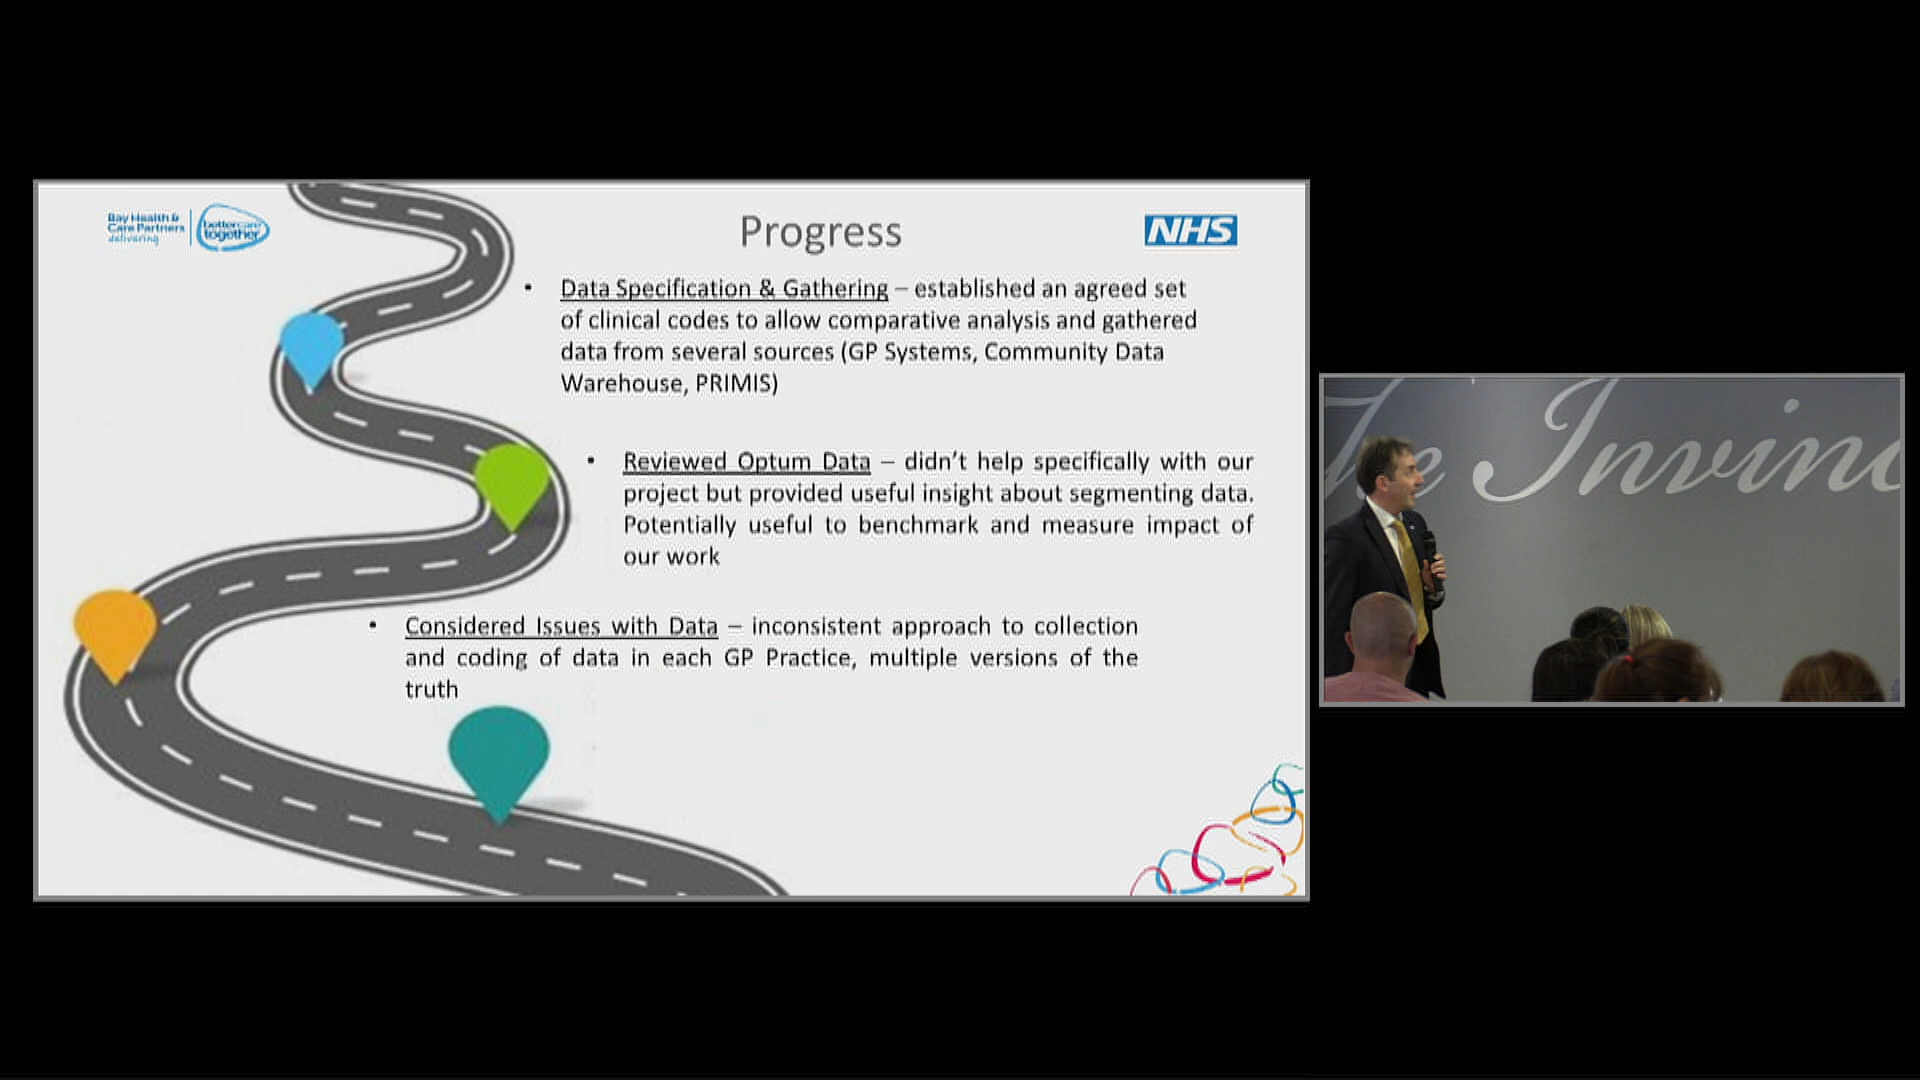 Bay Health &
Care Partners
delivering
better care
together
Progress
NHS
• Data Specification & Gathering – established an agreed set
of clinical codes to allow comparative analysis and gathered
data from several sources (GP Systems, Community Data
Warehouse, PRIMIS)
• Reviewed Optum Data – didn't help specifically with our
project but provided useful insight about segmenting data.
Potentially useful to benchmark and measure impact of
our work
• Considered Issues with Data – inconsistent approach to collection
and coding of data in each GP Practice, multiple versions of the
truth
The Invinc